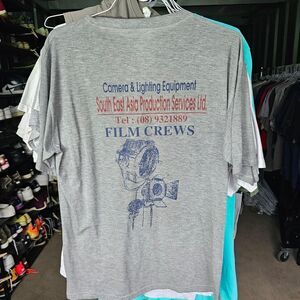 Camera & Lighting Equipment
South East Asia Production Services Ltd.
Tel : (08) 9321889
FILM CREWS